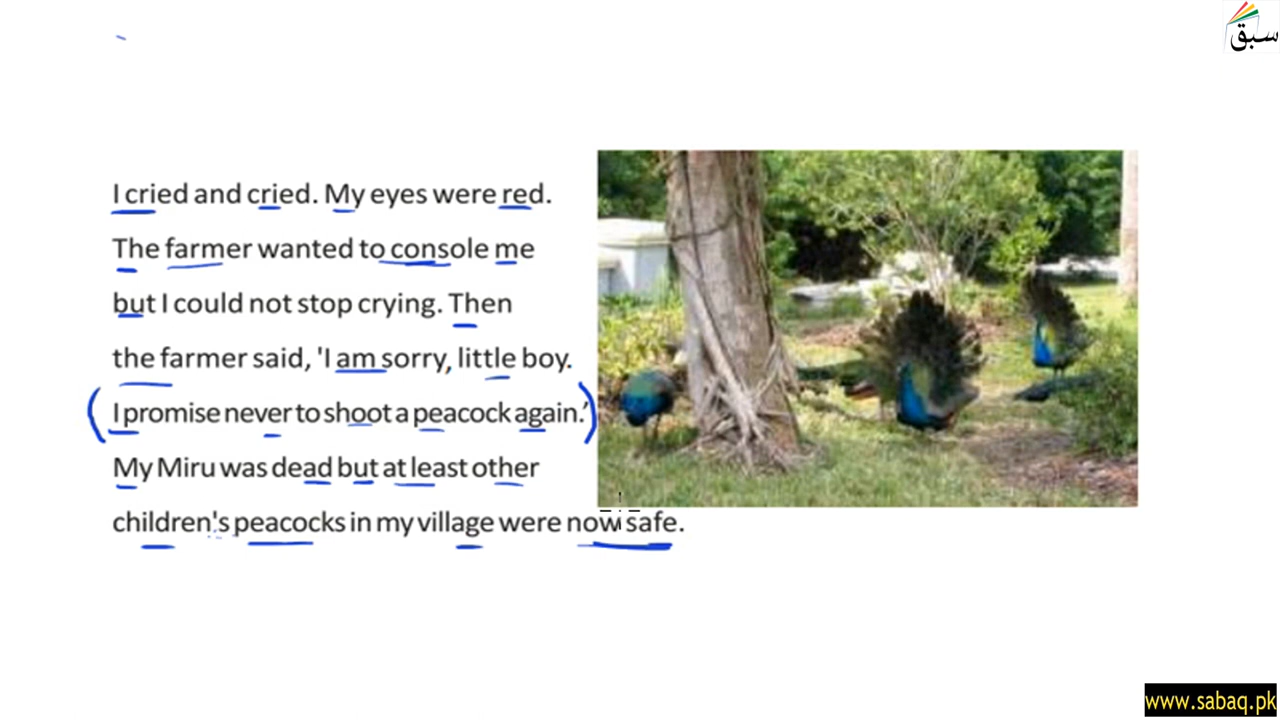 سبق
I cried and cried. My eyes were red.
The farmer wanted to console me
but I could not stop crying. Then
the farmer said, 'I am sorry, little boy.
(I promise never to shoot a peacock again.')
My Miru was dead but at least other
children's peacocks in my village were now safe.
www.sabaq.pk